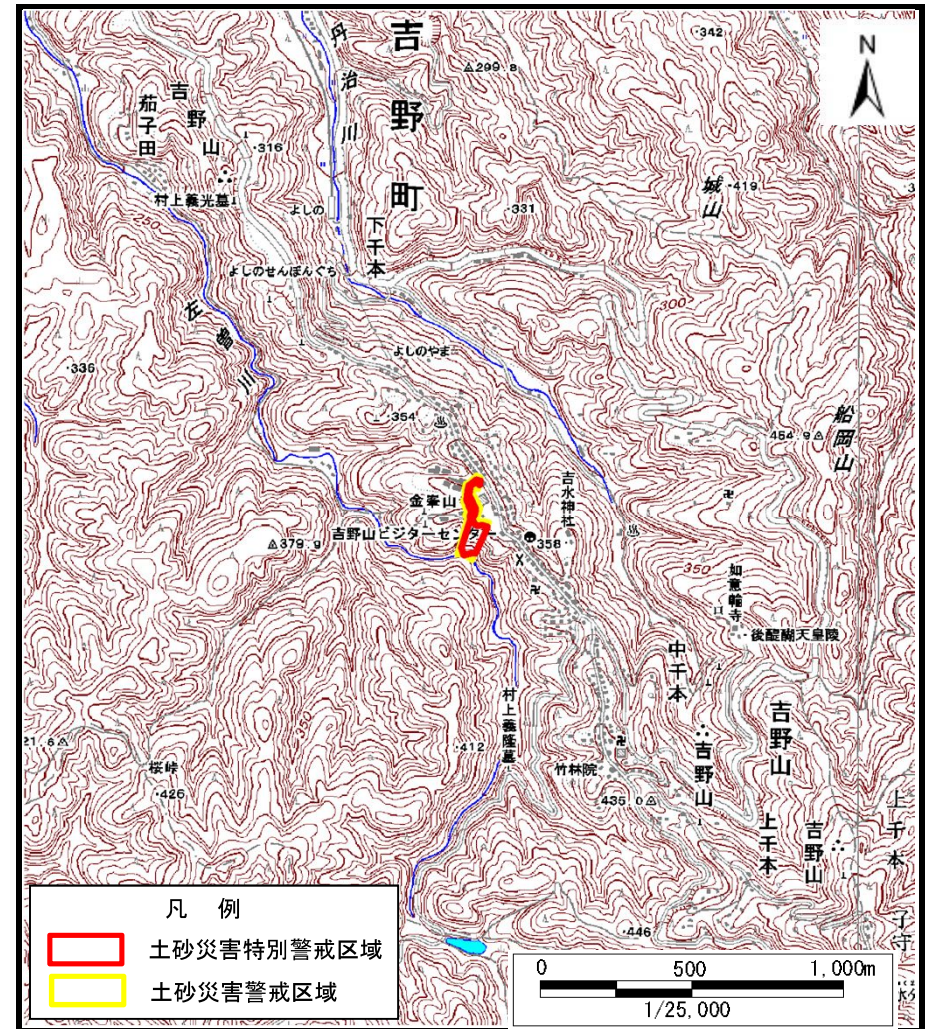 吉野町
丹治川
N
・342
△299.8
吉野山
茄子田
・316
城山
・419
村上義光墓
よしの
・331
下千本
よしのせんぼんぐち
300
左曽川
よしのやま
・336
・354
船岡山
454.9△
金峯山
吉水神社
吉野山ビジターセンター
・358
△379.9
350
如意輪寺
後醍醐天皇陵
中千本
村上義隆墓
・412
21.6△
桜峠
・426
竹林院
吉野山
吉野山
435.0△
上千本
吉野山
上千本
子守
・446
凡 例
土砂災害特別警戒区域
土砂災害警戒区域
0 500 1,000m
1/25,000